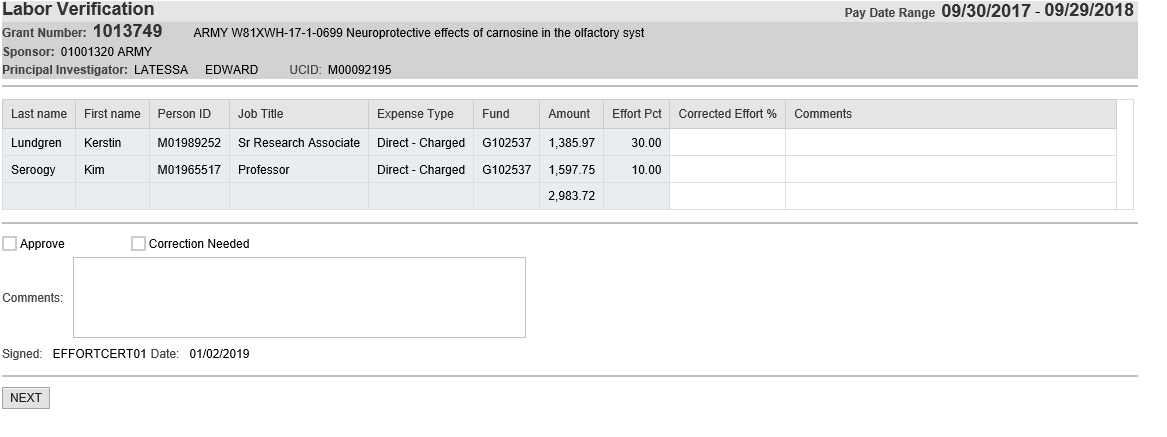 Labor Verification Pay Date Range 09/30/2017 - 09/29/2018
Grant Number: 1013749 ARMY W81XWH-17-1-0699 Neuroprotective effects of carnosine in the olfactory syst
Sponsor: 01001320 ARMY
Principal Investigator: LATESSA EDWARD UCID: M00092195
Last name First name Person ID Job Title Expense Type Fund Amount Effort Pct Corrected Effort % Comments
Lundgren Kerstin M01989252 Sr Research Associate Direct - Charged G102537 1,385.97 30.00
Seroogy Kim M01965517 Professor Direct - Charged G102537 1,597.75 10.00
2,983.72
Approve Correction Needed
Comments:
Signed: EFFORTCERT01 Date: 01/02/2019
NEXT